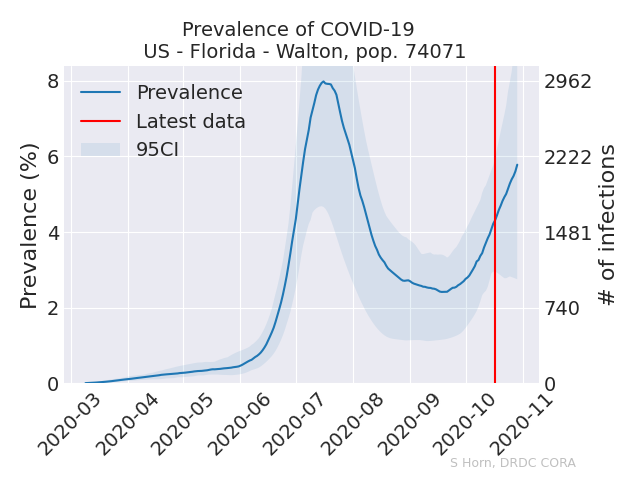 Prevalence of COVID-19
US - Florida - Walton, pop. 74071
Prevalence (%)
8
6
4
2
0
Prevalence
Latest data
95CI
2962
2222
1481
740
0
# of infections
2020-03
2020-04
2020-05
2020-06
2020-07
2020-08
2020-09
2020-10
2020-11
S Horn, DRDC CORA